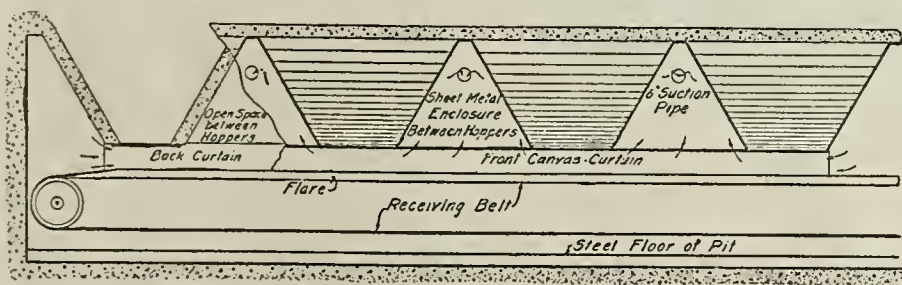 Open Space
between
Hoppers
Sheet Metal
Enclosure
Between Hoppers
6" Suction
Pipe
Back Curtain
Front Canvas-Curtain
Flare
Receiving Belt
Steel Floor of Pit